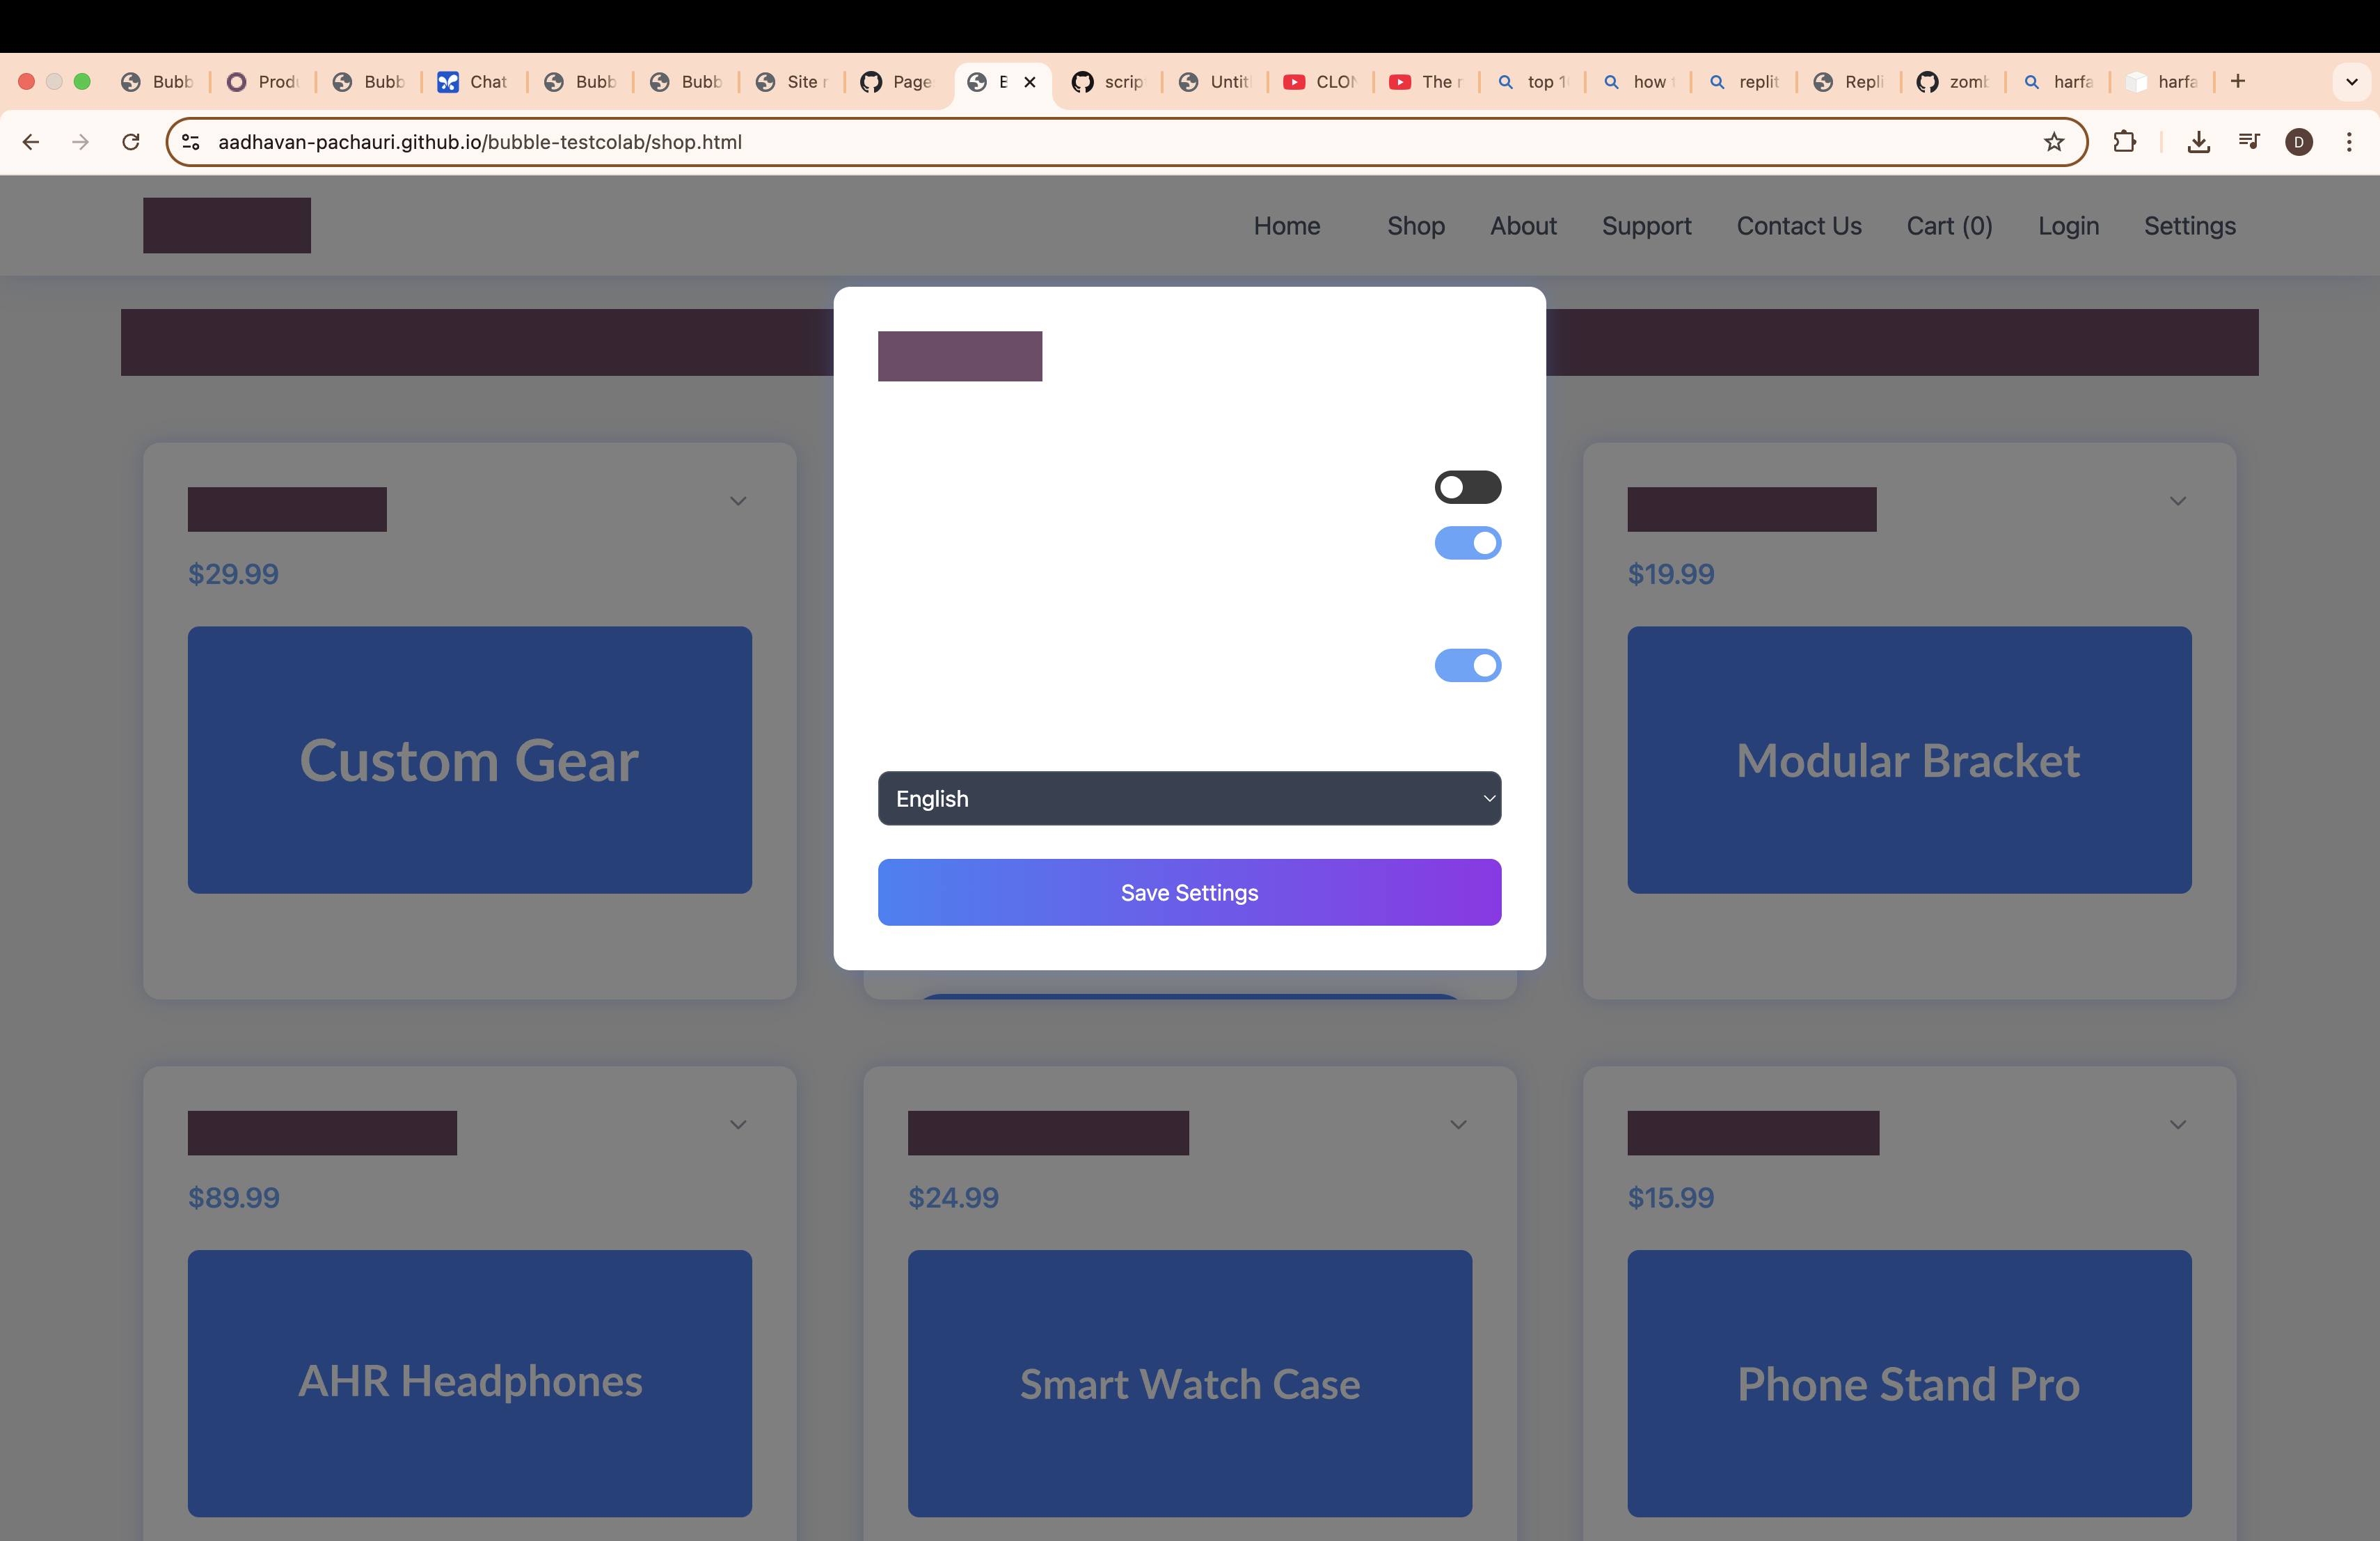 Bubb
Produ
Bubb
Chat
Bubb
Bubb
Site r
Page
scrip
Untit
CLON
The r
top 1
how
replit
Repli
zomb
harfa
harfa
aadhavan-pachauri.github.io/bubble-testcolab/shop.html
D
Home Shop About Support Contact Us Cart (0) Login Settings
$29.99
Custom Gear
$19.99
Modular Bracket
English
Save Settings
$89.99
AHR Headphones
$24.99
Smart Watch Case
$15.99
Phone Stand Pro